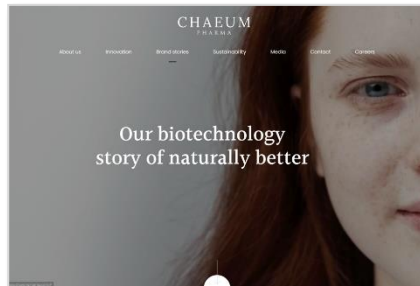 CHAEUM
PHARMA
About us Innovation Brand stories Sustainability Media Contact Careers
Our biotechnology
story of naturally better